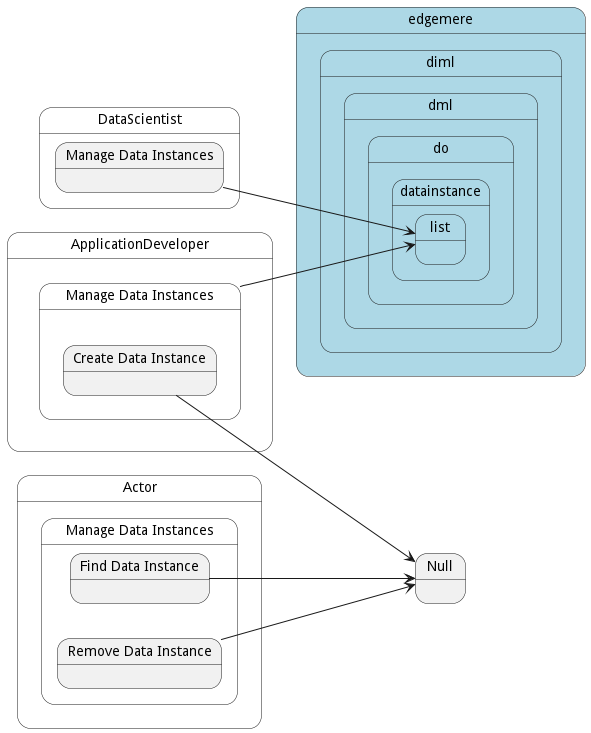 edgemere
diml
dml
do
datainstance
list
DataScientist
Manage Data Instances
ApplicationDeveloper
Manage Data Instances
Create Data Instance
Actor
Manage Data Instances
Find Data Instance
Remove Data Instance
Null